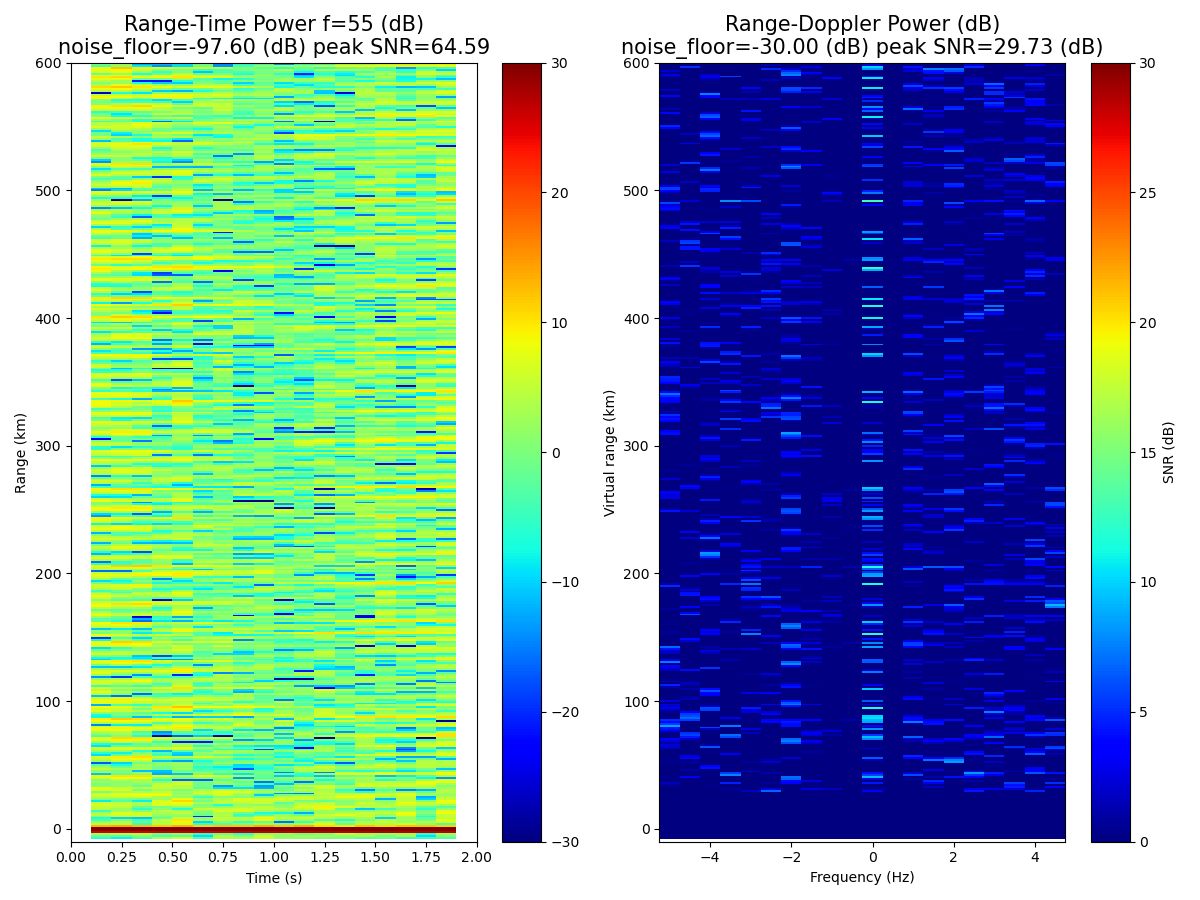 Range-Time Power f=55 (dB)
noise_floor=-97.60 (dB) peak SNR=64.59
Range (km)
600
500
400
300
200
100
0
0.00 0.25 0.50 0.75 1.00 1.25 1.50 1.75 2.00
Time (s)
30
20
10
0
−10
−20
−30
Range-Doppler Power (dB)
noise_floor=-30.00 (dB) peak SNR=29.73 (dB)
Virtual range (km)
600
500
400
300
200
100
0
−4 −2 0 2 4
Frequency (Hz)
30
25
20
15
10
5
0
SNR (dB)